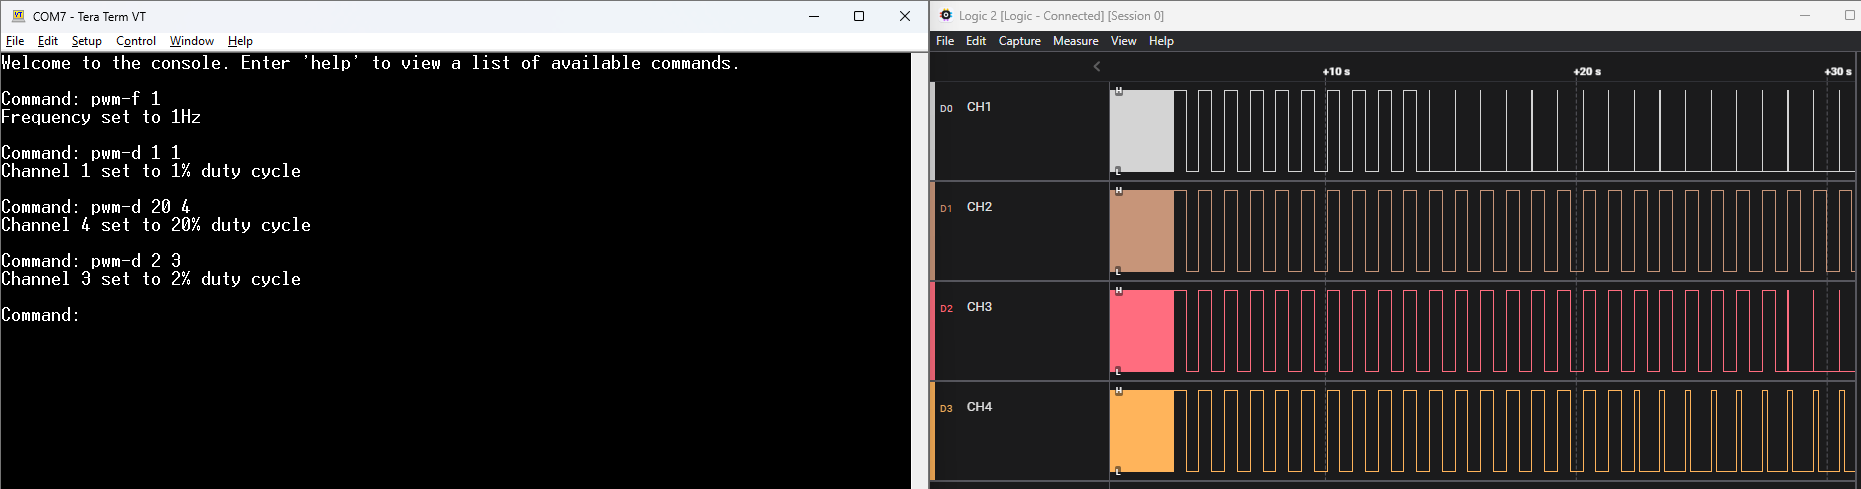 COM7 - Tera Term VT
File Edit Setup Control Window Help
Welcome to the console. Enter 'help' to view a list of available commands.
Command: pwm-f 1
Frequency set to 1Hz
Command: pwm-d 1 1
Channel 1 set to 1% duty cycle
Command: pwm-d 20 4
Channel 4 set to 20% duty cycle
Command: pwm-d 2 3
Channel 3 set to 2% duty cycle
Command:
Logic 2 [Logic - Connected] [Session 0]
File Edit Capture Measure View Help
+10 s +20 s +30 s
H
D0 CH1
L
H
D1 CH2
L
H
D2 CH3
L
H
D3 CH4
L